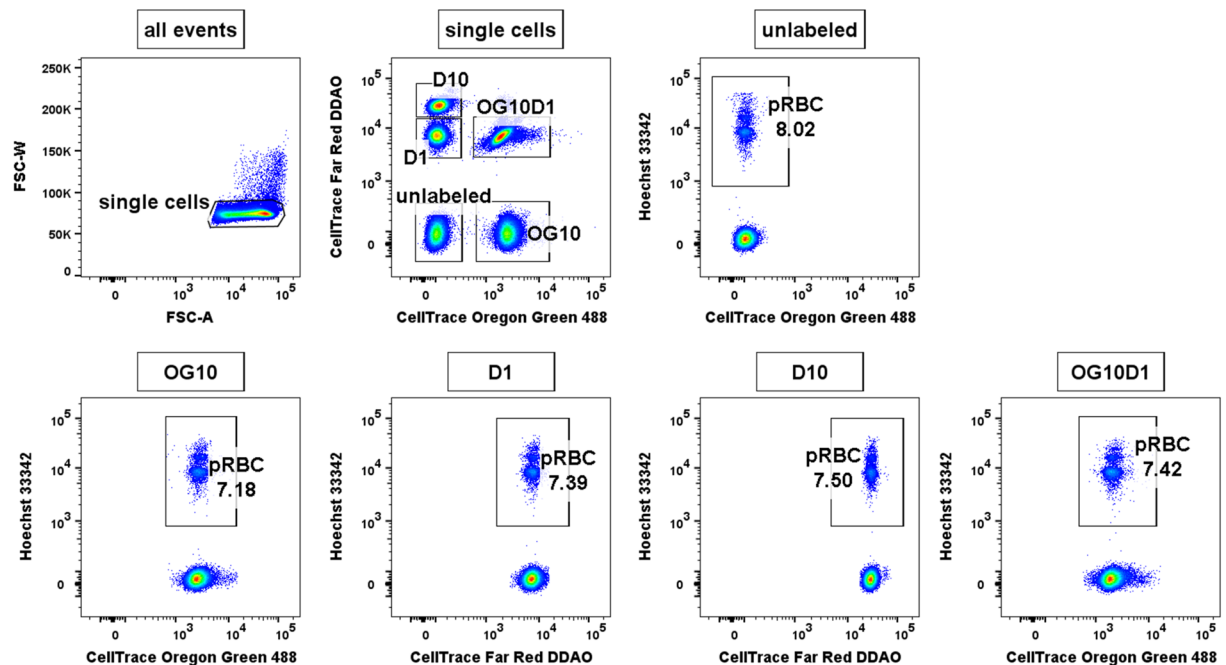 all events
single cells
unlabeled
250K
200K
150K
100K
50K
0
FSC-W
single cells
0
10³
10⁴
10⁵
FSC-A
10⁵
10⁴
10³
0
CellTrace Far Red DDAO
D10
OG10D1
D1
unlabeled
OG10
0
10³
10⁴
10⁵
CellTrace Oregon Green 488
10⁵
10⁴
10³
0
Hoechst 33342
pRBC
8.02
0
10³
10⁴
10⁵
CellTrace Oregon Green 488
OG10
D1
D10
OG10D1
10⁵
10⁴
10³
0
Hoechst 33342
pRBC
7.18
0
10³
10⁴
10⁵
CellTrace Oregon Green 488
10⁵
10⁴
10³
0
Hoechst 33342
pRBC
7.39
0
10³
10⁴
10⁵
CellTrace Far Red DDAO
10⁵
10⁴
10³
0
Hoechst 33342
pRBC
7.50
0
10³
10⁴
10⁵
CellTrace Far Red DDAO
10⁵
10⁴
10³
0
Hoechst 33342
pRBC
7.42
0
10³
10⁴
10⁵
CellTrace Oregon Green 488